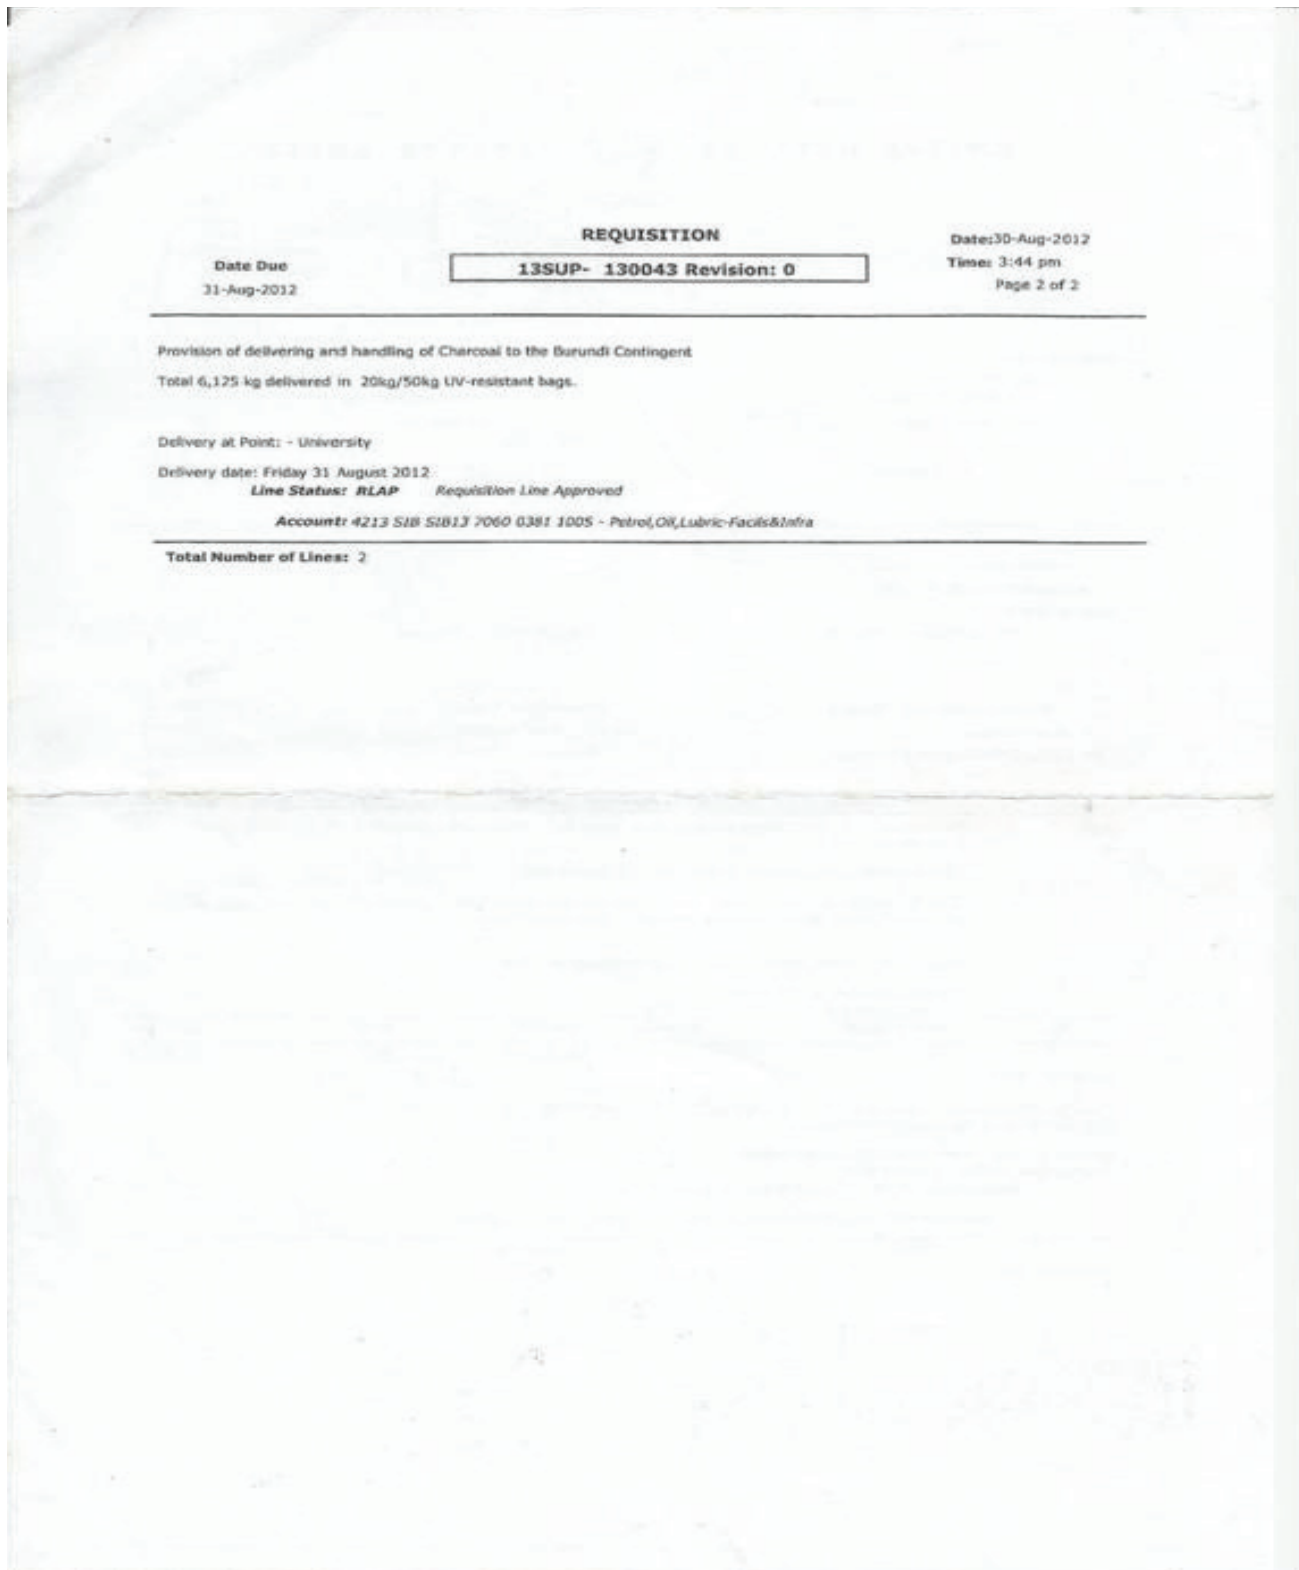 REQUISITION
Date:30-Aug-2012
Date Due
13SUP- 130043 Revision: 0
Time: 3:44 pm
31-Aug-2012
Page 2 of 2
Provision of delivering and handling of Charcoal to the Burundi Contingent
Total 6,125 kg delivered in 20kg/50kg UV-resistant bags.
Delivery at Point: - University
Delivery date: Friday 31 August 2012
Line Status: RLAP Requisition Line Approved
Account: 4213 SIB SIB13 7060 0381 1005 - Petrol,Oil,Lubric-Facils&Infra
Total Number of Lines: 2